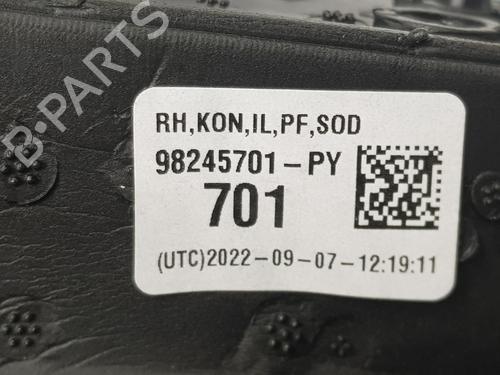 B-PARTS
RH,KON,IL,PF,SOD
98245701-PY
701
(UTC)2022-09-07-12:19:11